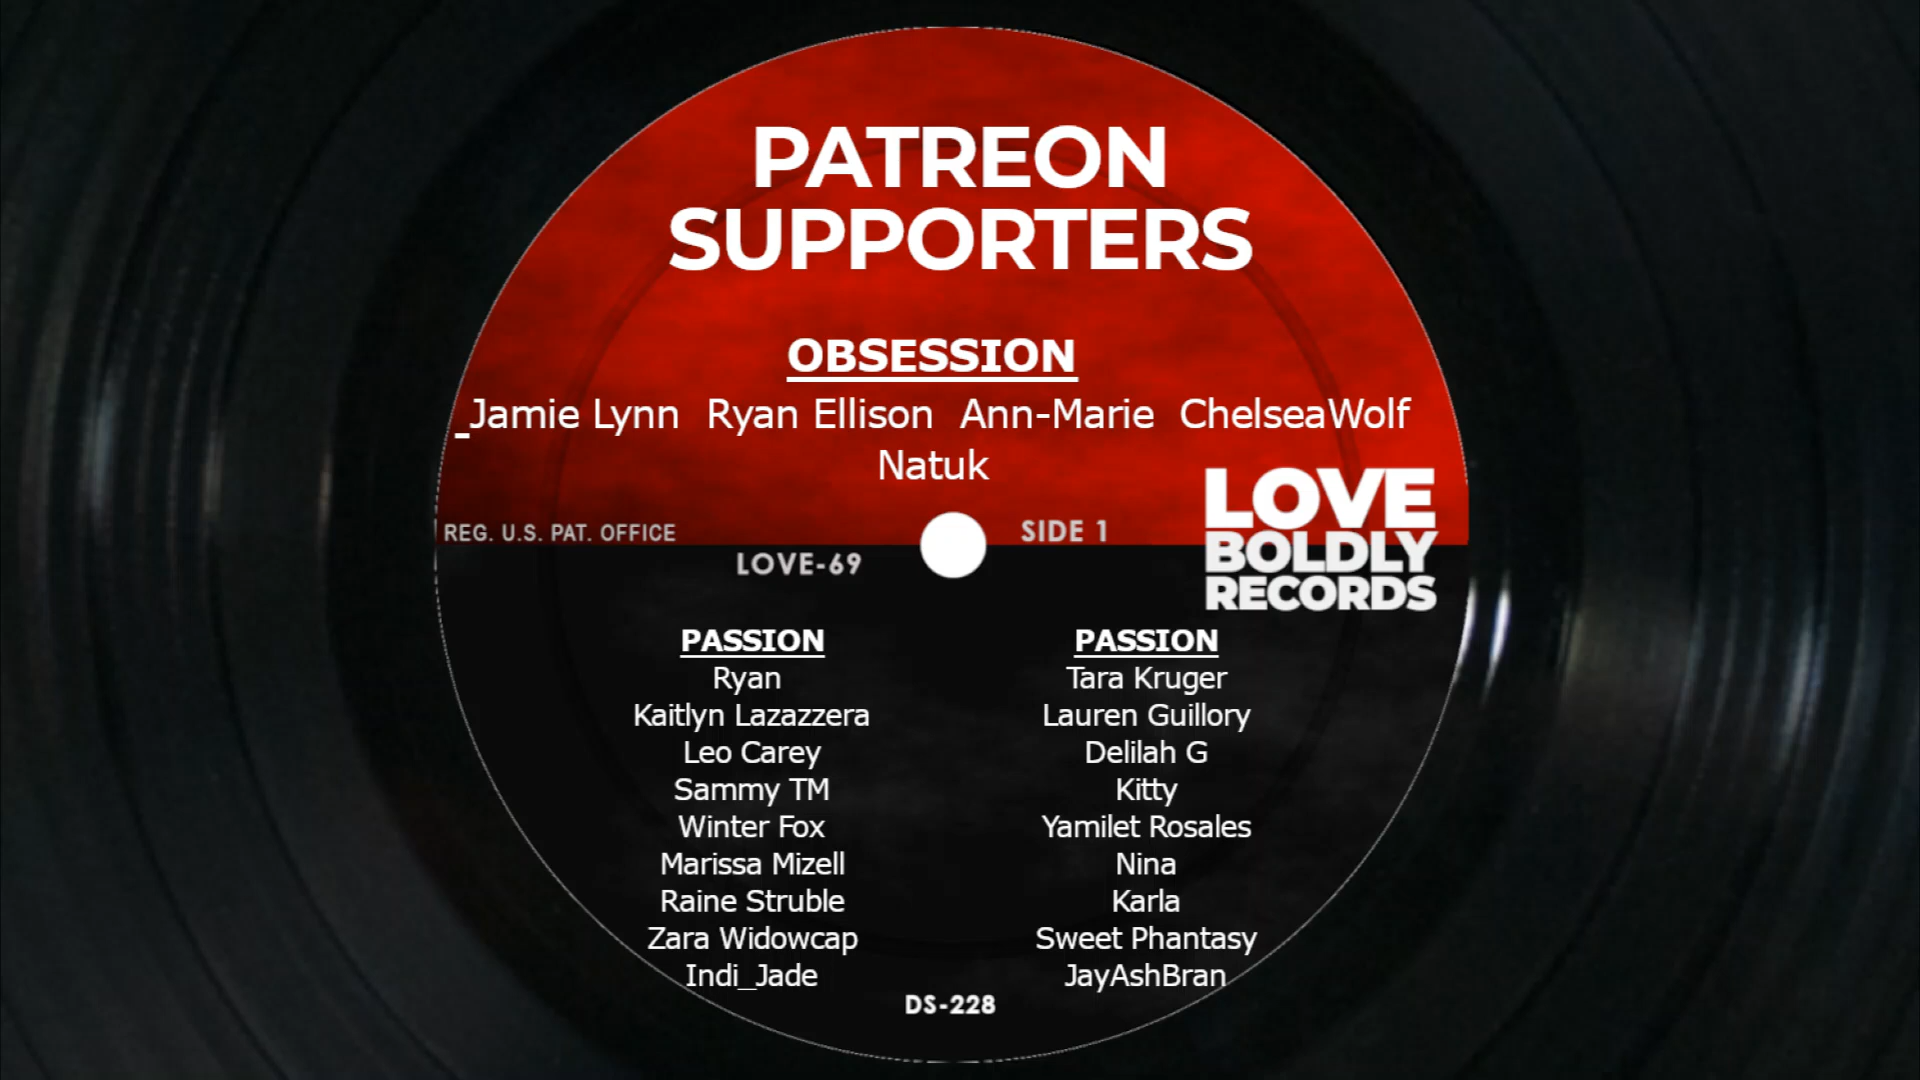 PATREON
SUPPORTERS
OBSESSION
_Jamie Lynn  Ryan Ellison  Ann-Marie  ChelseaWolf
Natuk
REG. U.S. PAT. OFFICE
SIDE 1
LOVE-69
LOVE
BOLDLY
RECORDS
PASSION
Ryan
Kaitlyn Lazazzera
Leo Carey
Sammy TM
Winter Fox
Marissa Mizell
Raine Struble
Zara Widowcap
Indi_Jade
PASSION
Tara Kruger
Lauren Guillory
Delilah G
Kitty
Yamilet Rosales
Nina
Karla
Sweet Phantasy
JayAshBran
DS-228